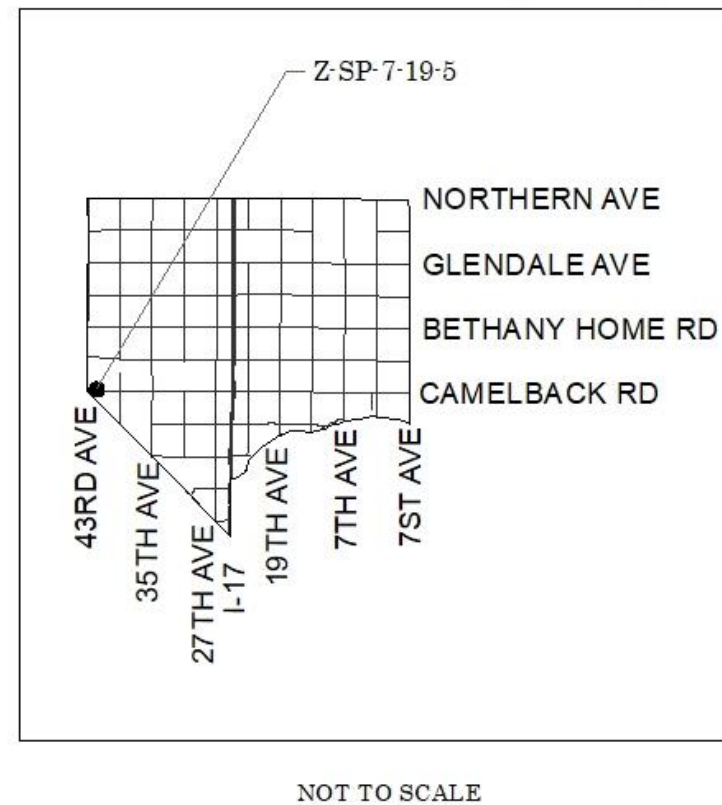 Z-SP-7-19-5
NORTHERN AVE
GLENDALE AVE
BETHANY HOME RD
CAMELBACK RD
43RD AVE
35TH AVE
27TH AVE
I-17
19TH AVE
7TH AVE
7ST AVE
NOT TO SCALE